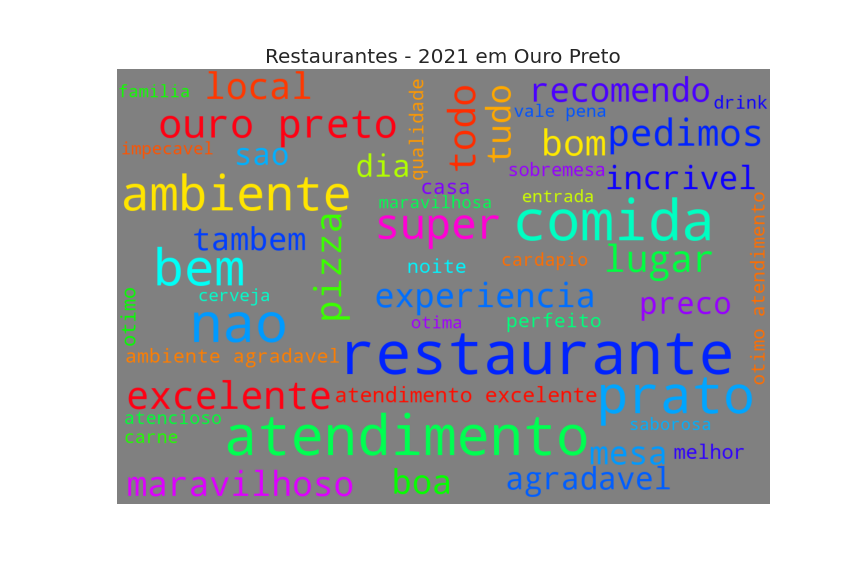 Restaurantes - 2021 em Ouro Preto
familia
local
qualidade
todo
tudo
recomendo
drink
vale pena
ouro preto
bom
pedimos
impecavel
sao
dia
sobremesa
incrivel
casa
ambiente
maravilhosa
entrada
super
comida
otimo atendimento
tambem
pizza
bem
noite
cardapio
lugar
cerveja
experiencia
preco
otimo
nao
otima
perfeito
ambiente agradavel
restaurante
excelente
atendimento excelente
prato
atencioso
saborosa
carne
atendimento
mesa
melhor
maravilhoso
boa
agradavel